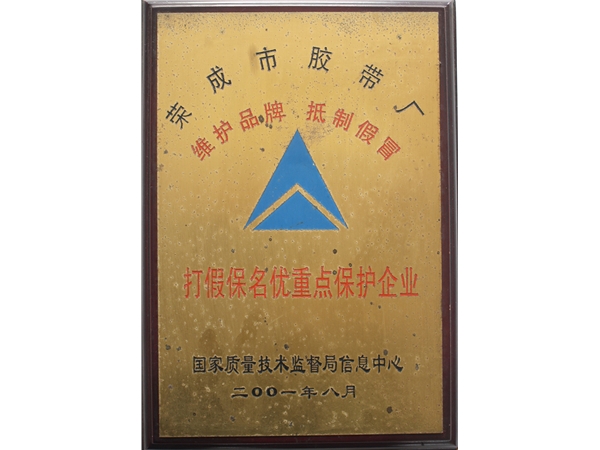 荣成市胶带厂
维护品牌 抵制假冒
打假保名优重点保护企业
国家质量技术监督局信息中心
二00一年八月